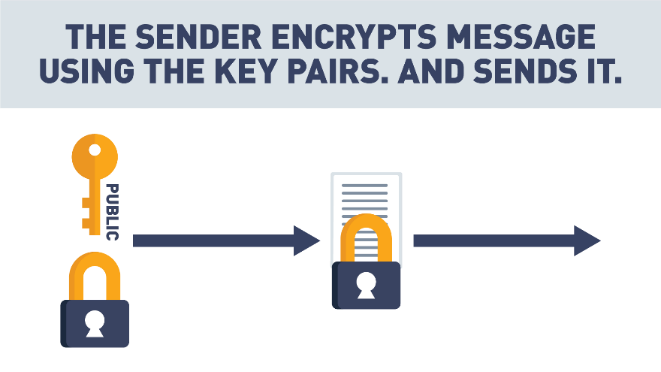 THE SENDER ENCRYPTS MESSAGE
USING THE KEY PAIRS. AND SENDS IT.
PUBLIC